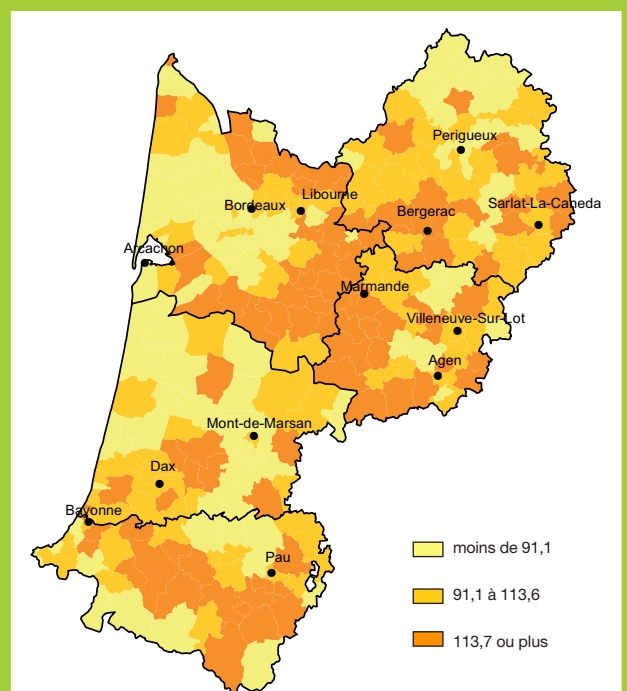 Perigueux
Bordeaux
Libourne
Bergerac
Sarlat-La-Caneda
Arcachon
Marmande
Villeneuve-Sur-Lot
Agen
Mont-de-Marsan
Dax
Bayonne
Pau
moins de 91,1
91,1 à 113,6
113,7 ou plus